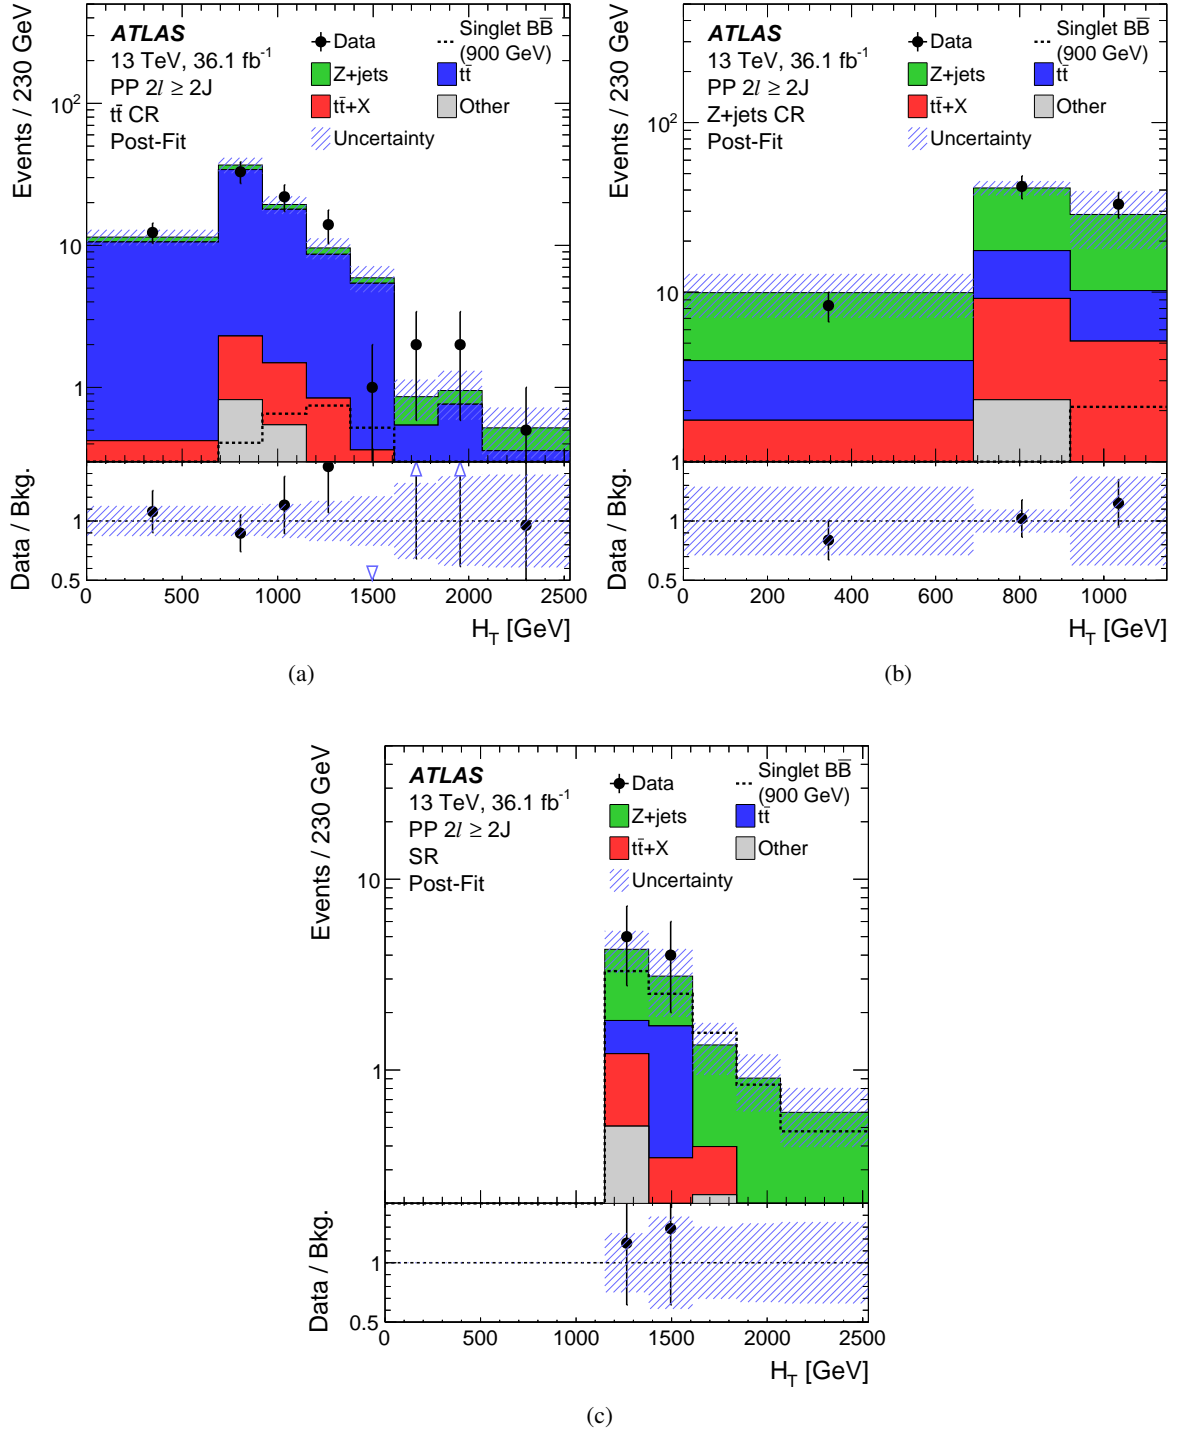 Events / 230 GeV
ATLAS
13 TeV, 36.1 fb⁻¹
PP 2l ≥ 2J
tt̄ CR
Post-Fit
Data
Singlet BB̄
(900 GeV)
Z+jets
tt̄
tt̄+X
Other
Uncertainty
10²
10
1
Data / Bkg.
1
0.5
0 500 1000 1500 2000 2500
H_T [GeV]
(a)
Events / 230 GeV
ATLAS
13 TeV, 36.1 fb⁻¹
PP 2l ≥ 2J
Z+jets CR
Post-Fit
Data
Singlet BB̄
(900 GeV)
Z+jets
tt̄
tt̄+X
Other
Uncertainty
10²
10
1
Data / Bkg.
1
0.5
0 200 400 600 800 1000
H_T [GeV]
(b)
Events / 230 GeV
ATLAS
13 TeV, 36.1 fb⁻¹
PP 2l ≥ 2J
SR
Post-Fit
Data
Singlet BB̄
(900 GeV)
Z+jets
tt̄
tt̄+X
Other
Uncertainty
10
1
Data / Bkg.
1
0.5
0 500 1000 1500 2000 2500
H_T [GeV]
(c)